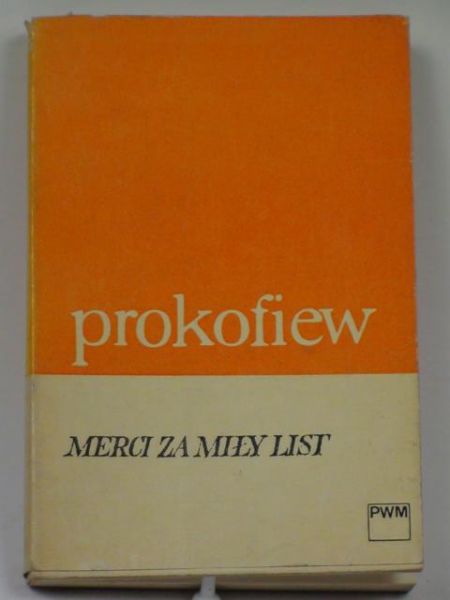 prokofiew
MERCI ZA MIŁY LIST
PWM